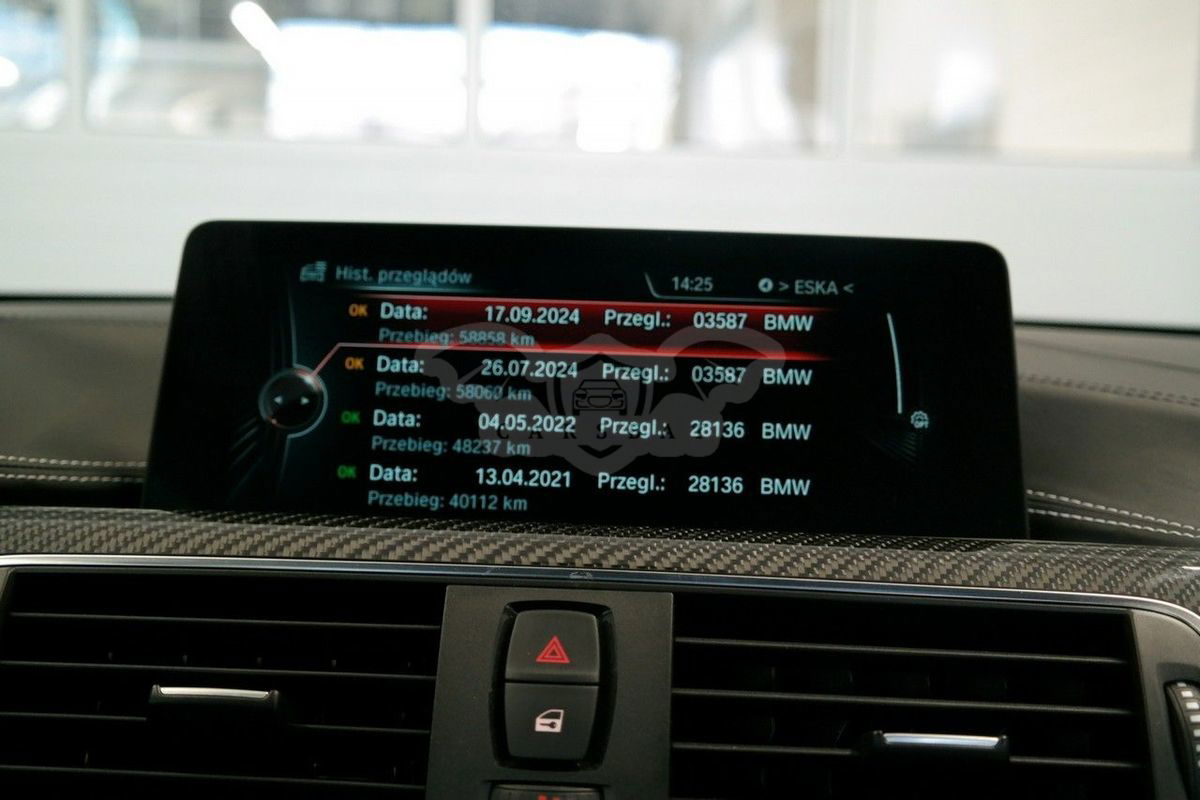 Hist. przeglądów 14:25 > ESKA <
OK Data: 17.09.2024 Przegl.: 03587 BMW
Przebieg: 58858 km
OK Data: 26.07.2024 Przegl.: 03587 BMW
Przebieg: 58060 km
OK Data: 04.05.2022 Przegl.: 28136 BMW
Przebieg: 48237 km
OK Data: 13.04.2021 Przegl.: 28136 BMW
Przebieg: 40112 km
OFF